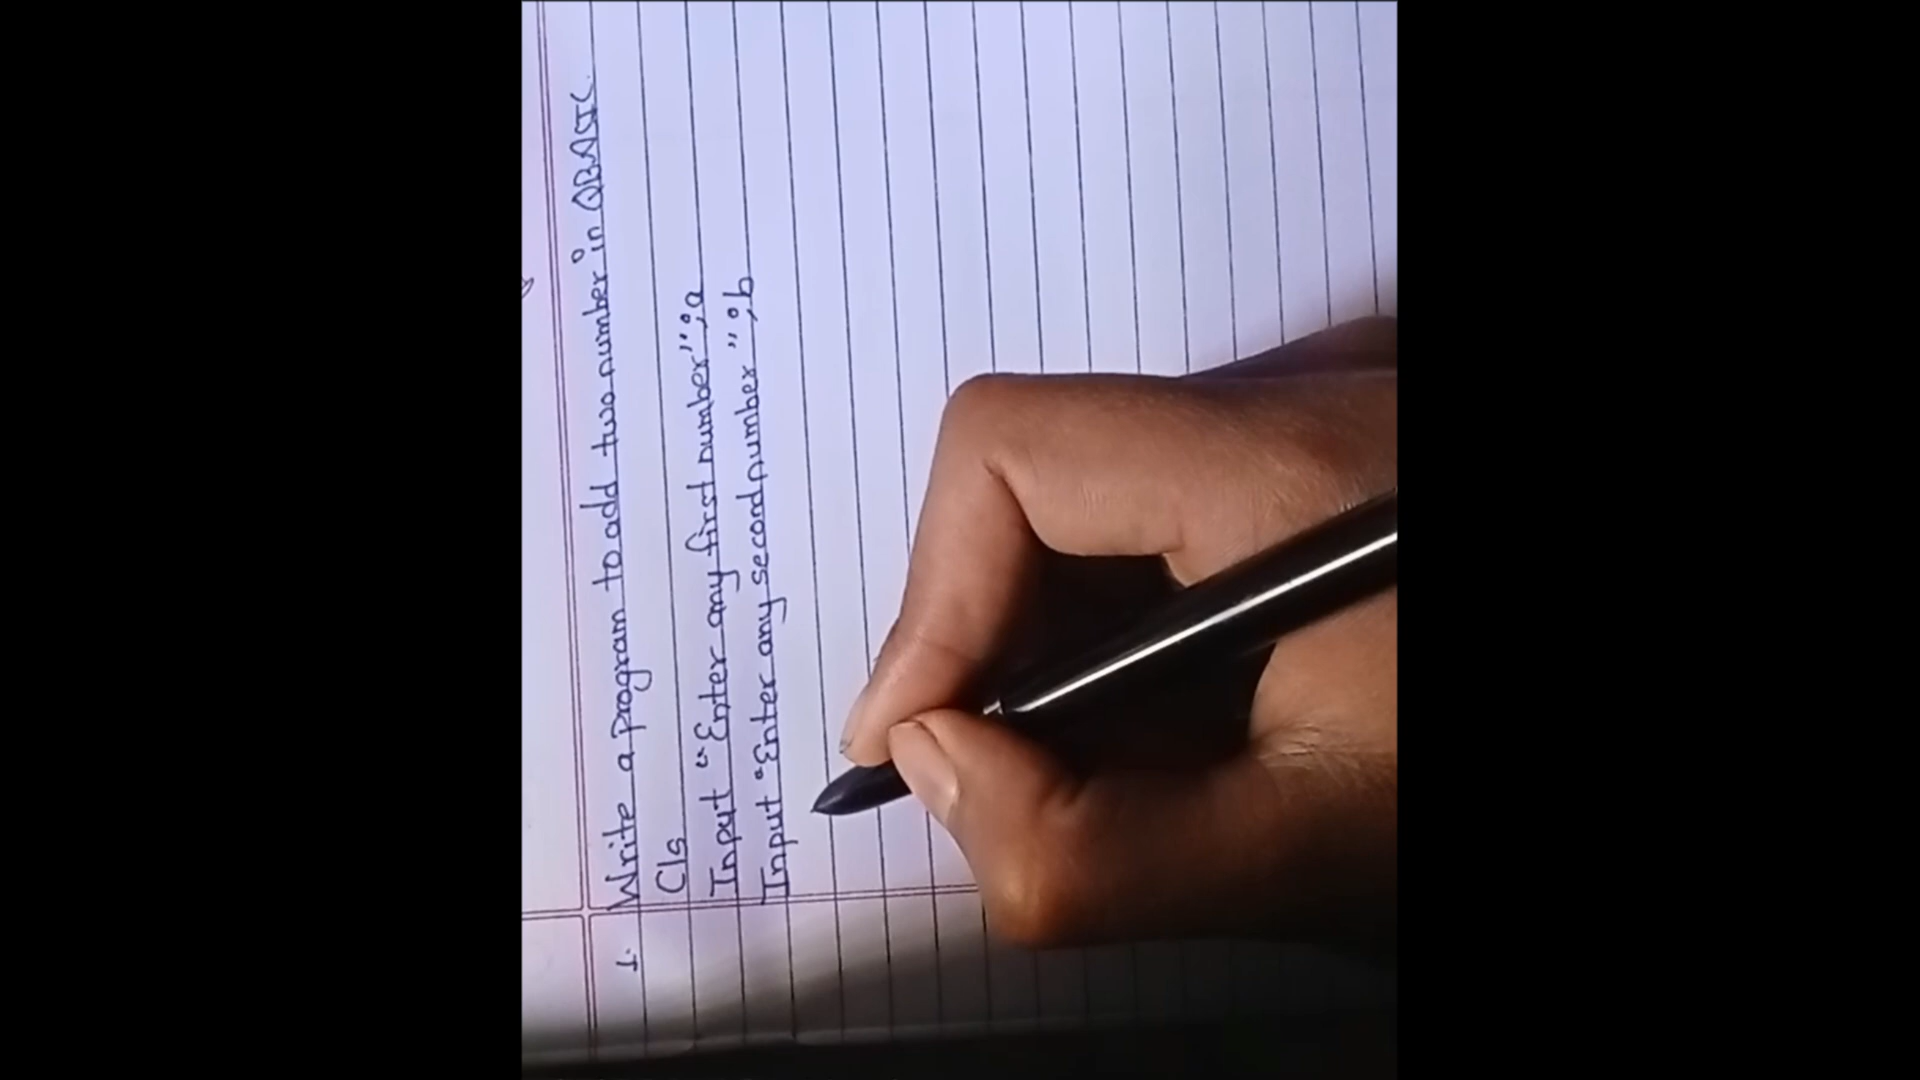 1. Write a program to add two number in QBASIC.
Cls
Input "Enter any first number";a
Input "Enter any second number";b